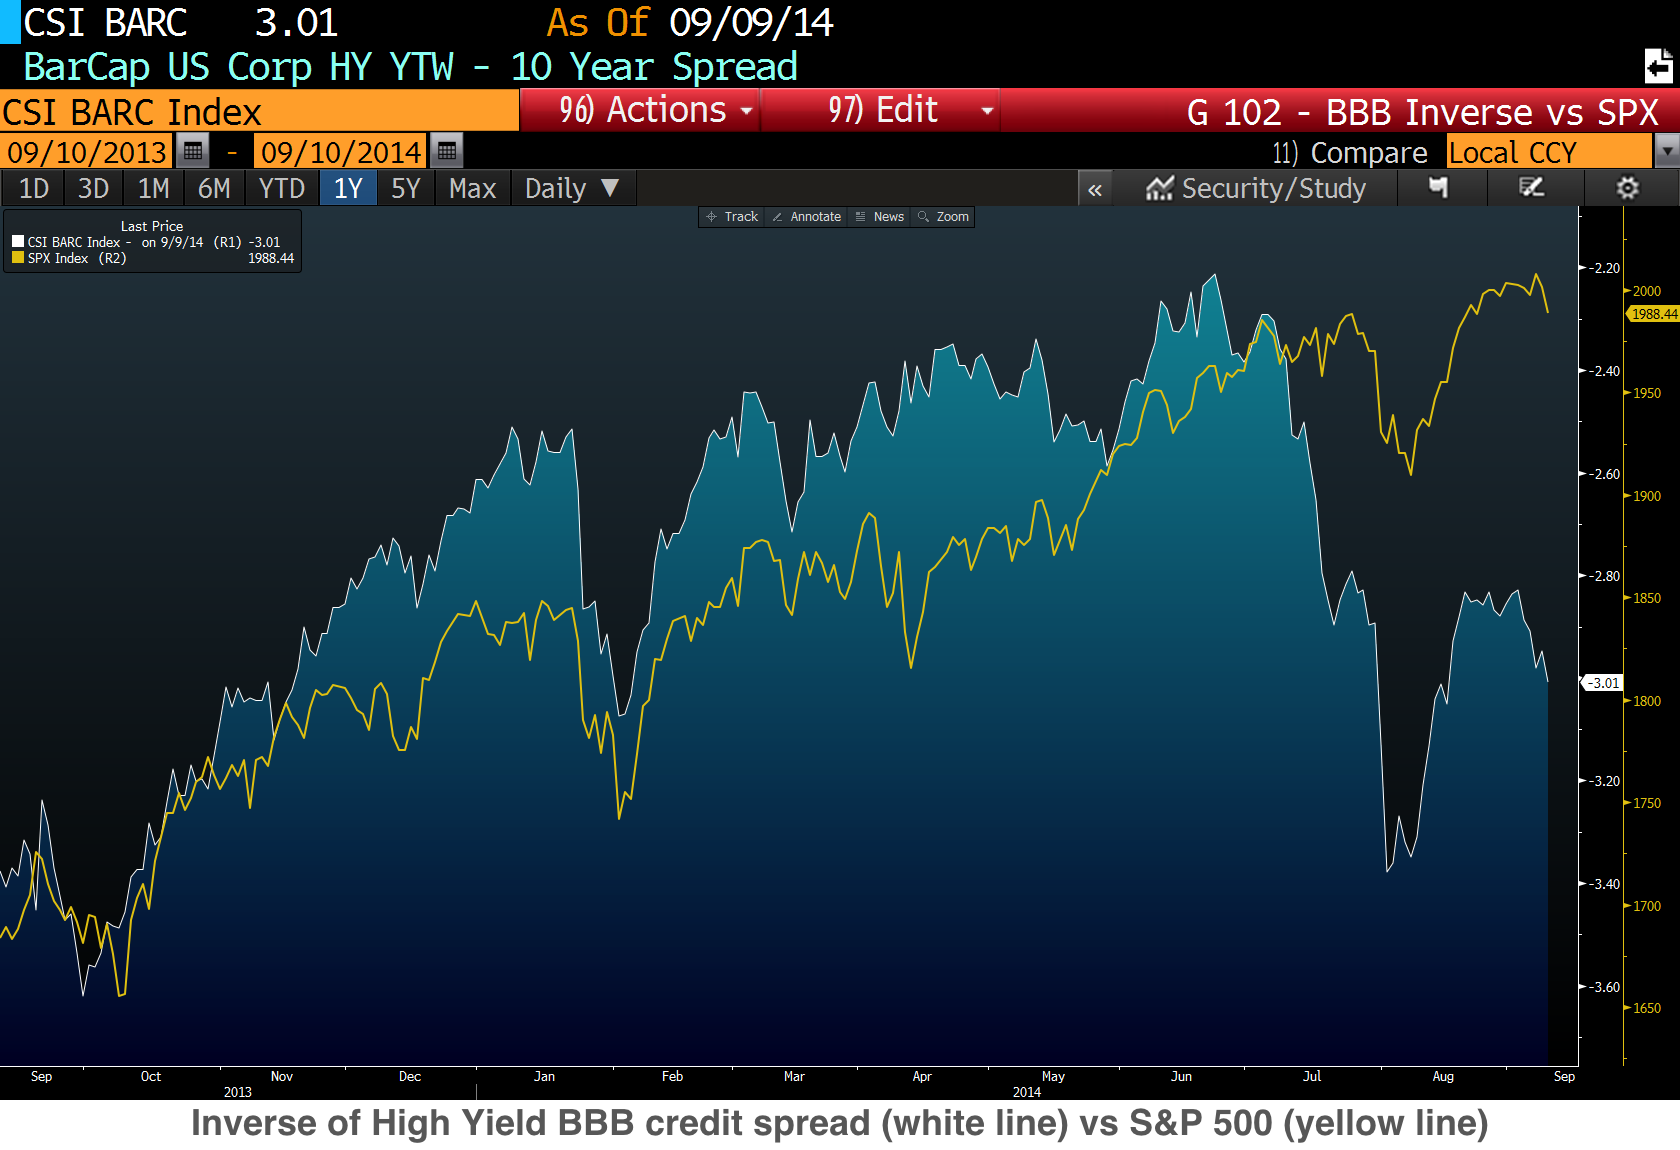 CSI BARC 3.01 As Of 09/09/14
BarCap US Corp HY YTW - 10 Year Spread
CSI BARC Index 96) Actions 97) Edit G 102 - BBB Inverse vs SPX
09/10/2013 - 09/10/2014 11) Compare Local CCY
1D 3D 1M 6M YTD 1Y 5Y Max Daily ▼ « Security/Study
Track Annotate News Zoom
Last Price
CSI BARC Index - on 9/9/14 (R1) -3.01
SPX Index (R2) 1988.44
-2.20
2000
1988.44
-2.40
1950
-2.60
1900
-2.80
1850
-3.01
1800
-3.20
1750
-3.40
1700
-3.60
1650
Sep Oct Nov Dec Jan Feb Mar Apr May Jun Jul Aug Sep
2013 2014
Inverse of High Yield BBB credit spread (white line) vs S&P 500 (yellow line)